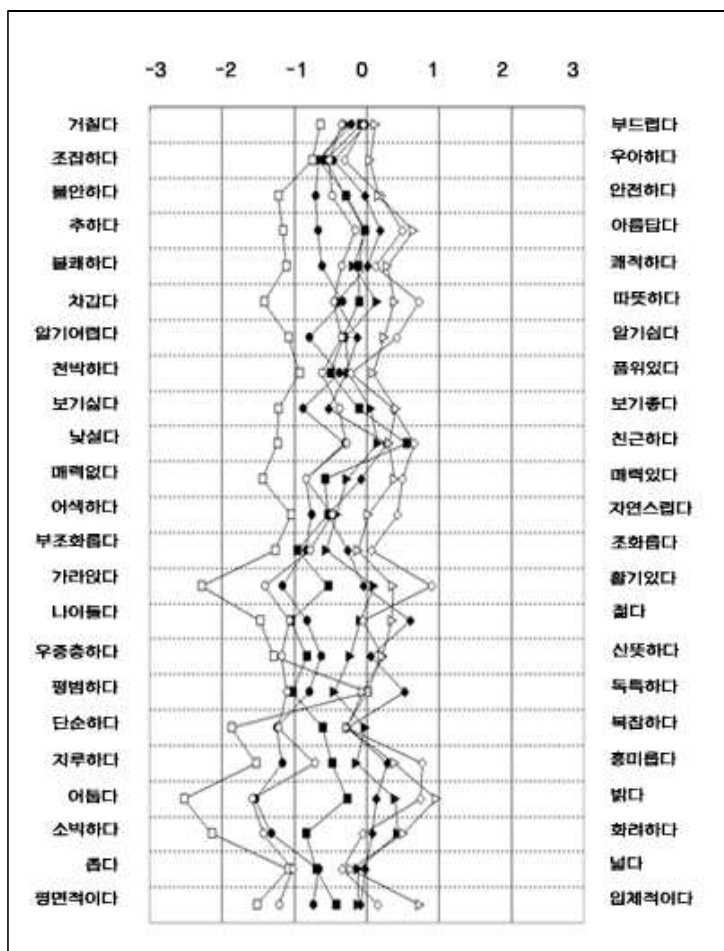 -3 -2 -1 0 1 2 3
거칠다 부드럽다
조잡하다 우아하다
불안하다 안전하다
추하다 아름답다
불쾌하다 쾌적하다
차갑다 따뜻하다
알기어렵다 알기쉽다
천박하다 품위있다
보기싫다 보기좋다
낯설다 친근하다
매력없다 매력있다
어색하다 자연스럽다
부조화롭다 조화롭다
가라앉다 활기있다
나이들다 젊다
우중충하다 산뜻하다
평범하다 독특하다
단순하다 복잡하다
지루하다 흥미롭다
어둡다 밝다
소박하다 화려하다
좁다 넓다
평면적이다 입체적이다